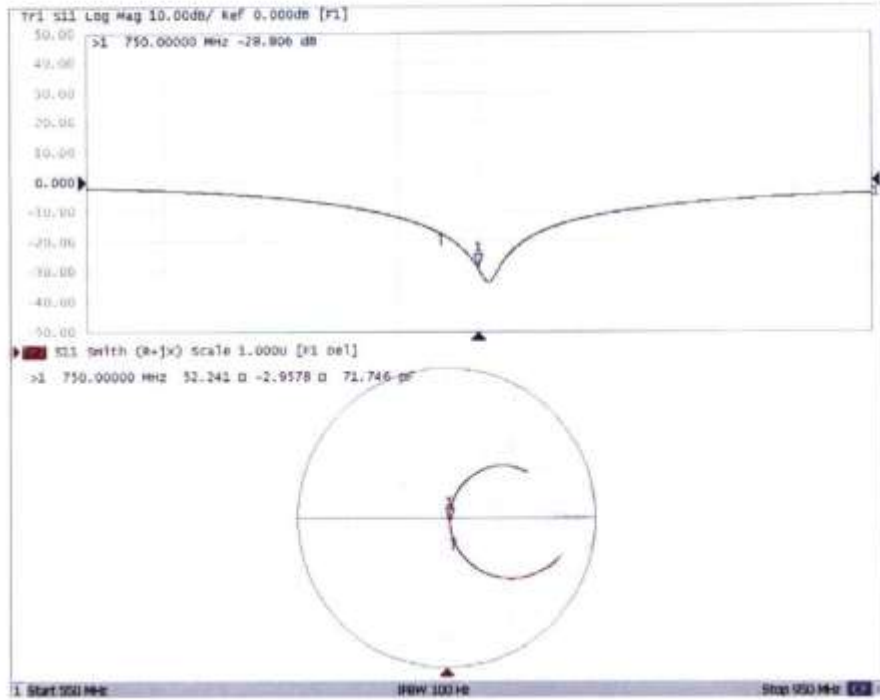 Tr1 S11 Log Mag 10.00dB/ Ref 0.000dB [F1]
50.00
>1 750.00000 MHz -28.806 dB
40.00
30.00
20.00
10.00
0.000
-10.00
-20.00
1
-30.00
-40.00
-50.00
S11 Smith (R+jX) Scale 1.000U [F1 Del]
>1 750.00000 MHz 52.241 Ω -2.9578 Ω 71.746 pF
1 Start 550 MHz IFBW 100 Hz Stop 950 MHz